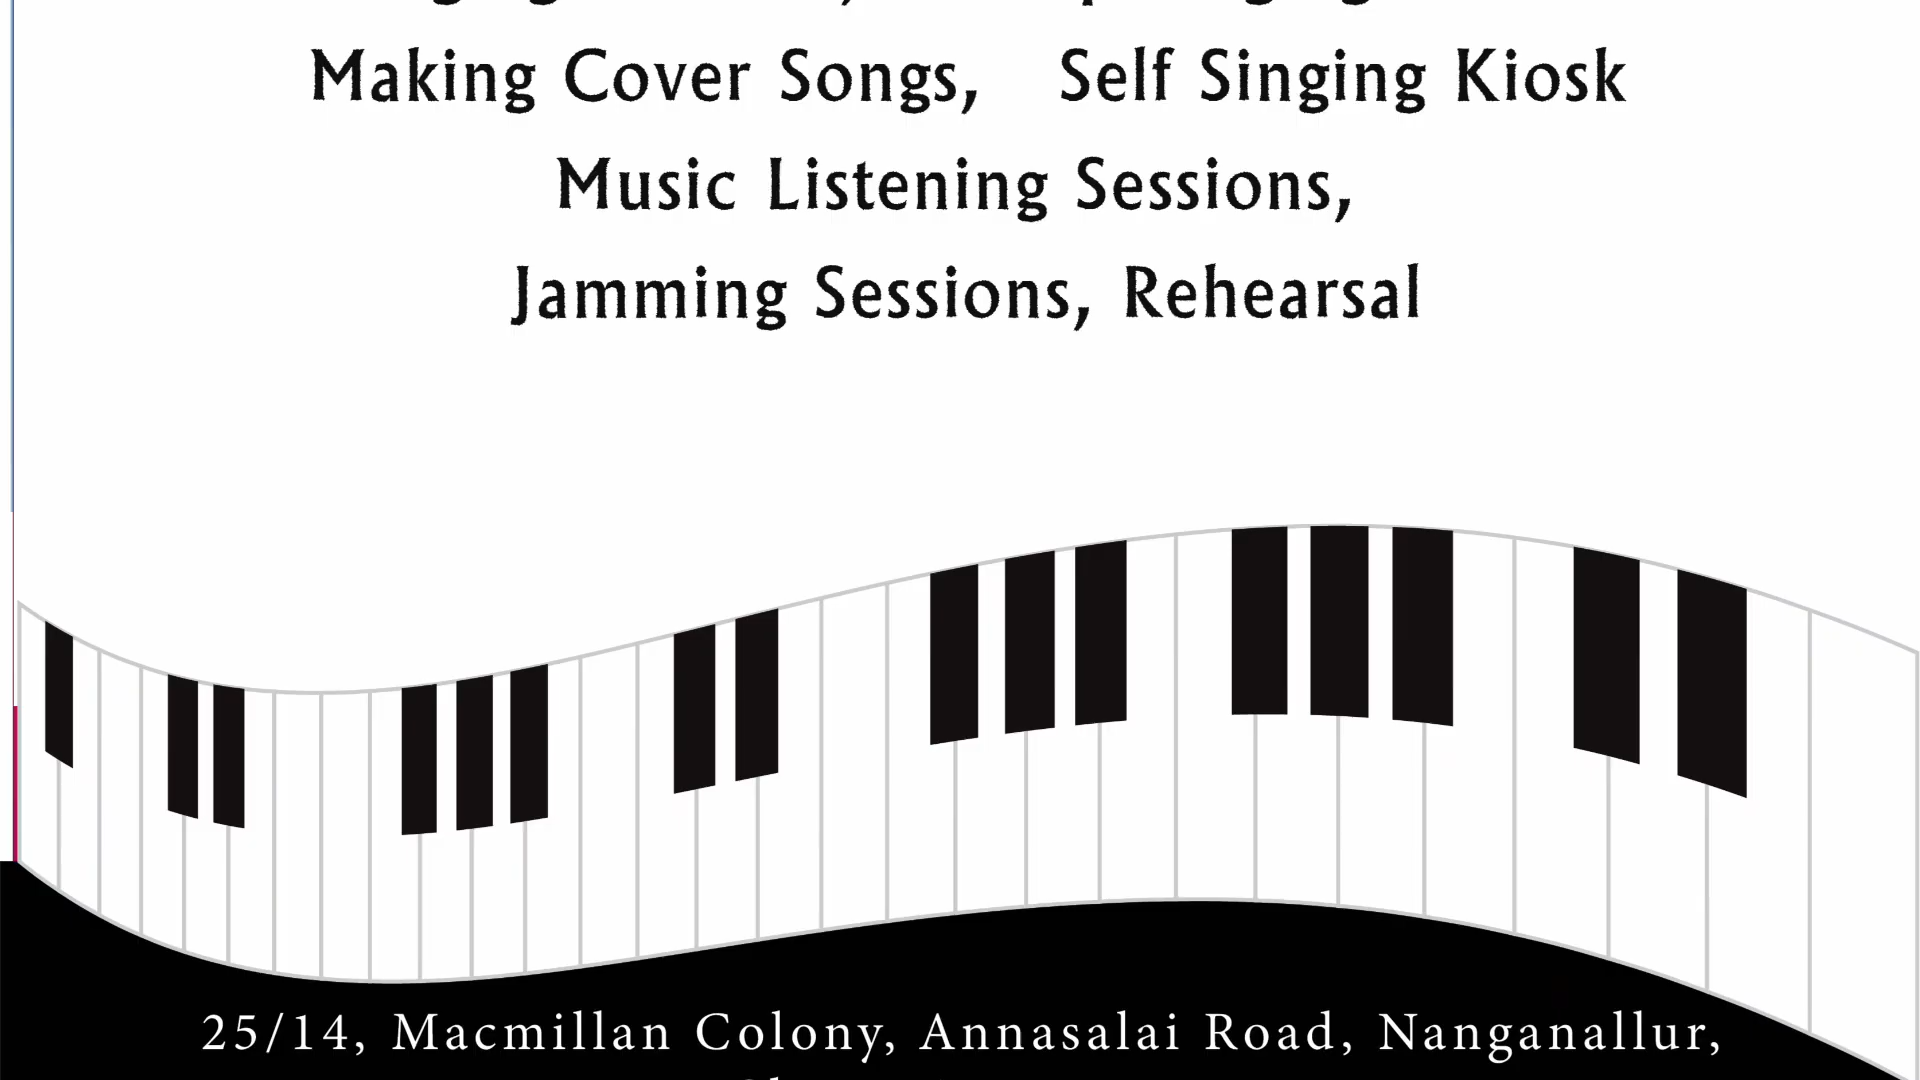 Making Cover Songs, Self Singing Kiosk
Music Listening Sessions,
Jamming Sessions, Rehearsal
25/14, Macmillan Colony, Annasalai Road, Nanganallur,